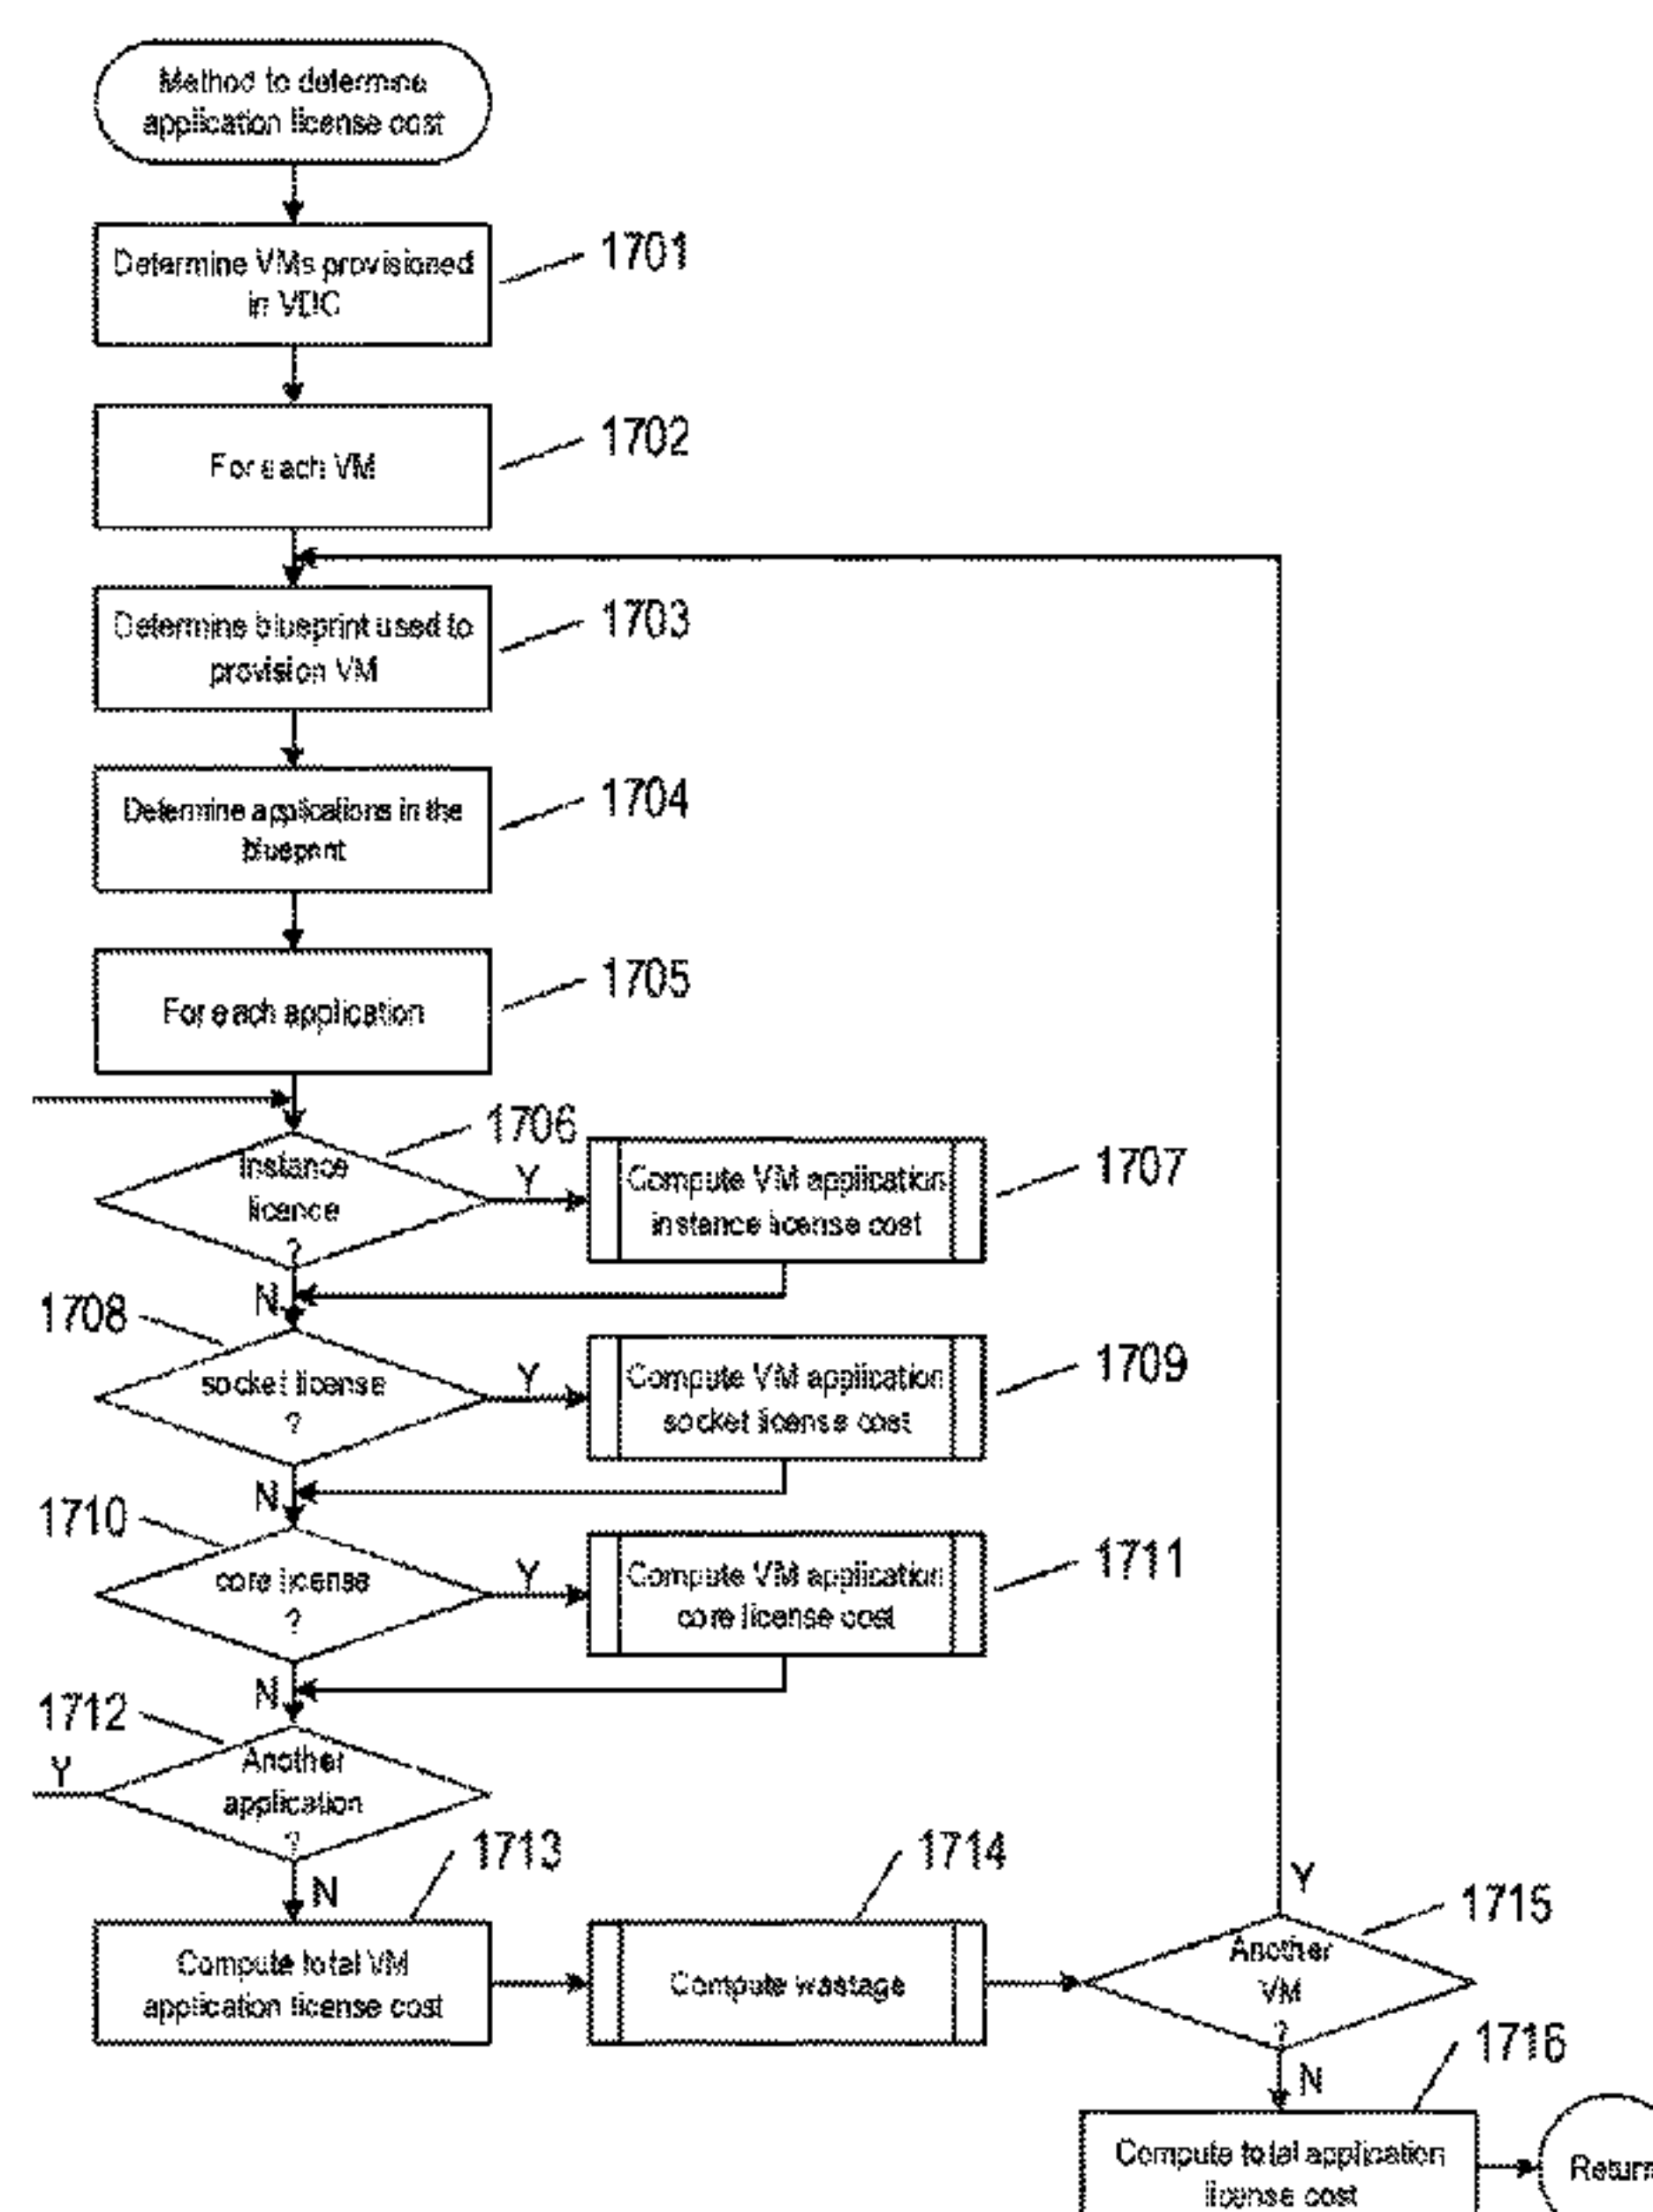 Method to determine
application license cost
Determine VMs provisioned
in VDC
1701
For each VM
1702
Determine blueprint used to
provision VM
1703
Determine applications in the
blueprint
1704
For each application
1705
Instance
licence
?
1706
Y
Compute VM application
instance license cost
1707
N
1708
socket license
?
Y
Compute VM application
socket license cost
1709
N
1710
core license
?
Y
Compute VM application
core license cost
1711
N
1712
Y
Another
application
?
N
1713
Compute total VM
application license cost
1714
Compute wastage
Y
1715
Another
VM
?
N
1716
Compute total application
license cost
Return